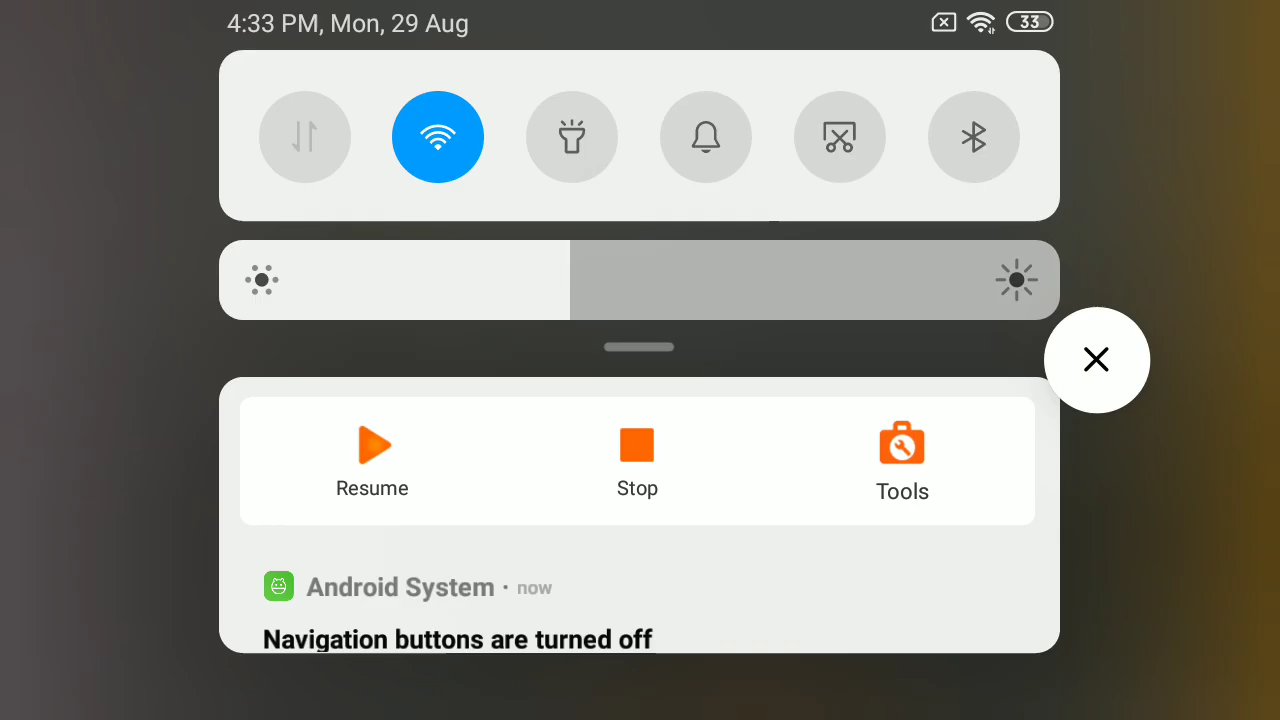 4:33 PM, Mon, 29 Aug
33
Resume
Stop
Tools
Android System · now
Navigation buttons are turned off